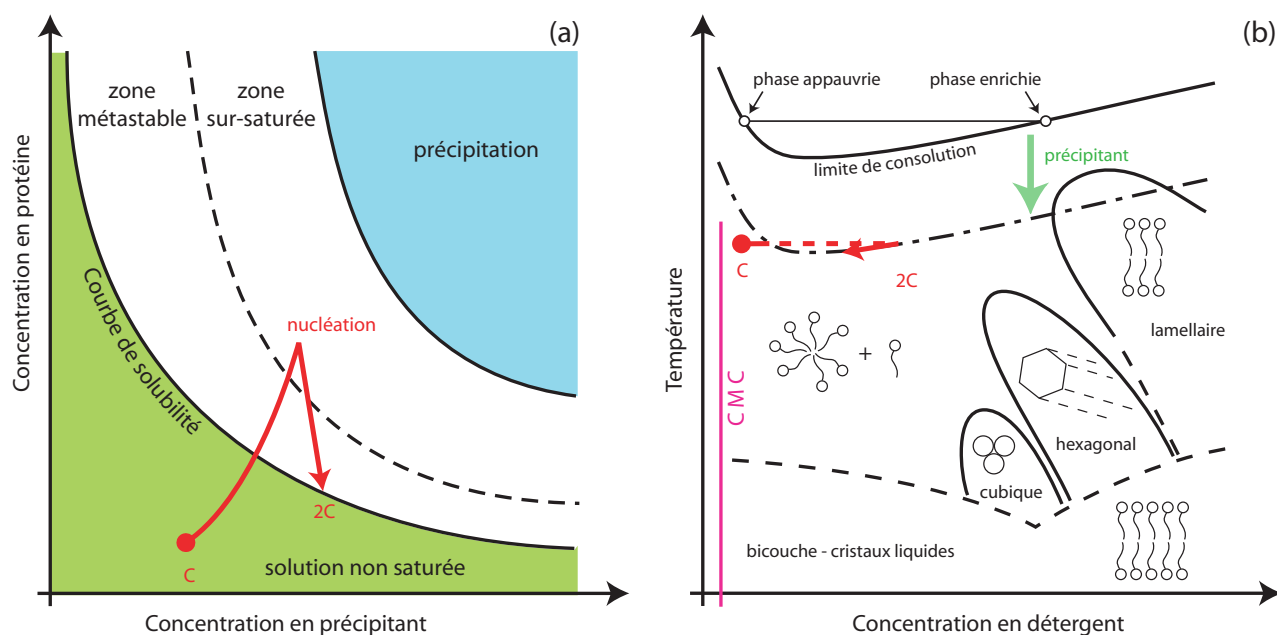 (a)
zone
métastable
zone
sur-saturée
précipitation
Concentration en protéine
Courbe de solubilité
nucléation
2C
C
solution non saturée
Concentration en précipitant
(b)
phase appauvrie
phase enrichie
limite de consolution
précipitant
C
2C
Température
CMC
+
lamellaire
hexagonal
cubique
bicouche - cristaux liquides
Concentration en détergent